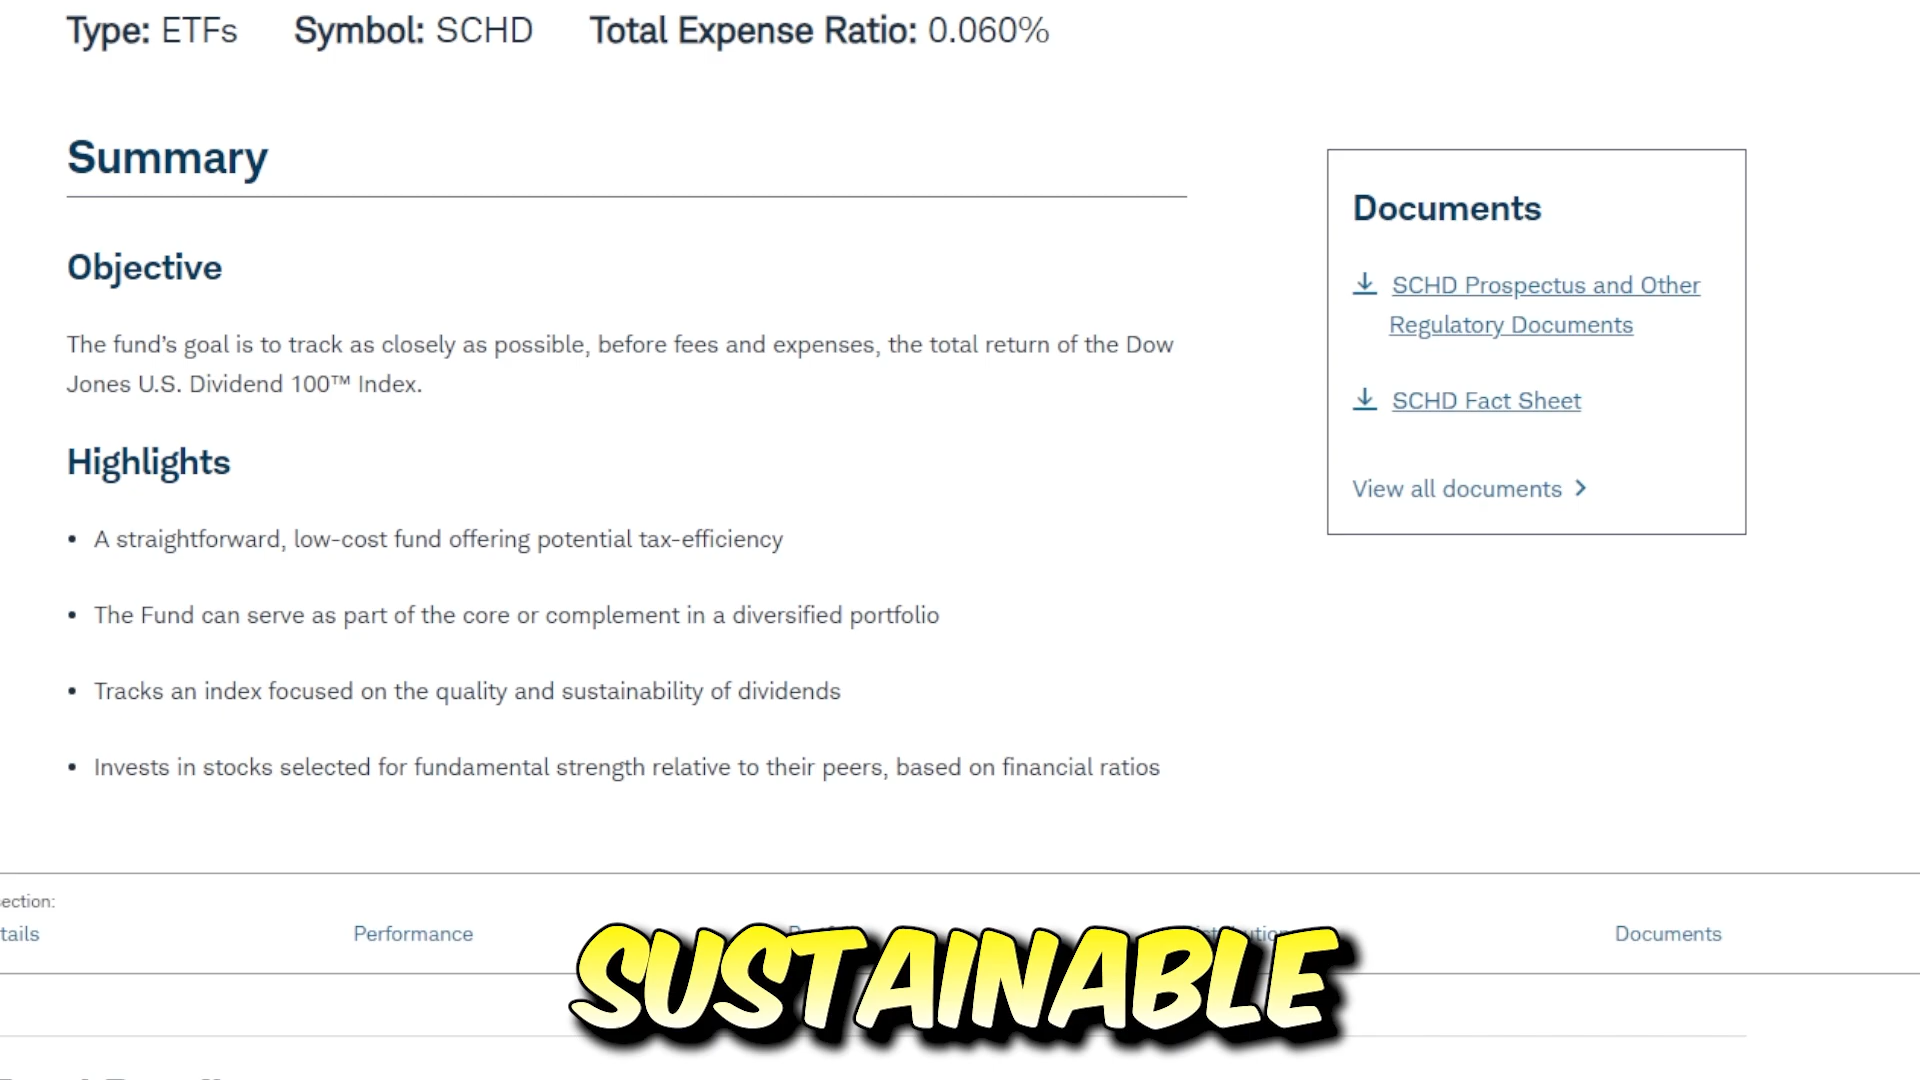 Type: ETFs Symbol: SCHD Total Expense Ratio: 0.060%
Summary
Objective
The fund's goal is to track as closely as possible, before fees and expenses, the total return of the Dow
Jones U.S. Dividend 100™ Index.
Highlights
• A straightforward, low-cost fund offering potential tax-efficiency
• The Fund can serve as part of the core or complement in a diversified portfolio
• Tracks an index focused on the quality and sustainability of dividends
• Invests in stocks selected for fundamental strength relative to their peers, based on financial ratios
Documents
SCHD Prospectus and Other
Regulatory Documents
SCHD Fact Sheet
View all documents
ection:
tails Performance Documents
SUSTAINABLE